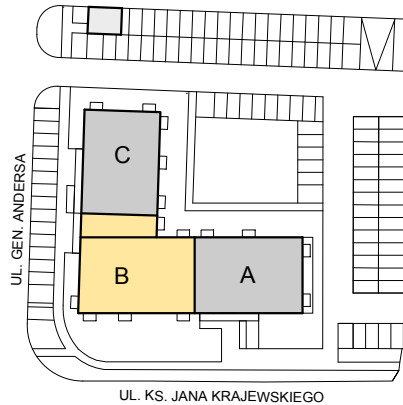 C
UL. GEN. ANDERSA
B
A
UL. KS. JANA KRAJEWSKIEGO